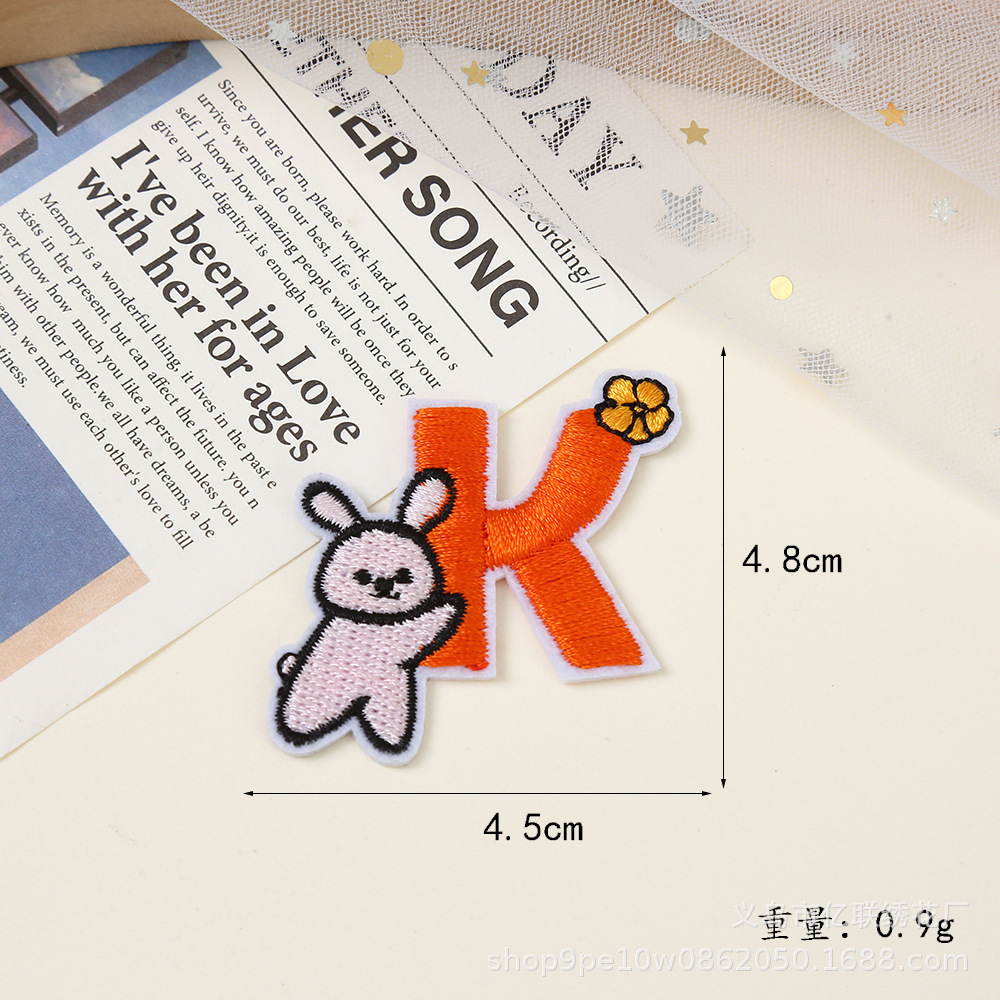 TURE
DAY
HER SONG
Recording//
Since you are born, please work hard. In order to s
urvive, we must do our best, life is not just for your
self. I know how amazing people will be once they
give up heir dignity,it is enough to save someone.
I've been in Love
with her for ages
Memory is a wonderful thing, it lives in the past e
xists in the present, but can affect the future. you n
ever know how much you like a person unless you
him with other people.we all have dreams, a be
eam, we must use each other's love to fill
ptiness.
K
4.8cm
4.5cm
义乌市亿联绣花厂
重量: 0.9g
shop9pe10w0862050.1688.com